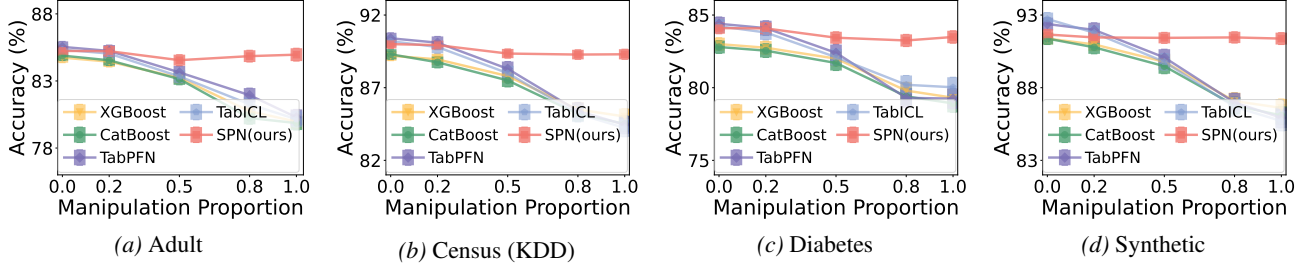 Accuracy (%)
88
83
78
XGBoost
CatBoost
TabPFN
TabICL
SPN(ours)
0.0 0.2 0.5 0.8 1.0
Manipulation Proportion
(a) Adult
Accuracy (%)
92
87
82
XGBoost
CatBoost
TabPFN
TabICL
SPN(ours)
0.0 0.2 0.5 0.8 1.0
Manipulation Proportion
(b) Census (KDD)
Accuracy (%)
85
80
75
XGBoost
CatBoost
TabPFN
TabICL
SPN(ours)
0.0 0.2 0.5 0.8 1.0
Manipulation Proportion
(c) Diabetes
Accuracy (%)
93
88
83
XGBoost
CatBoost
TabPFN
TabICL
SPN(ours)
0.0 0.2 0.5 0.8 1.0
Manipulation Proportion
(d) Synthetic